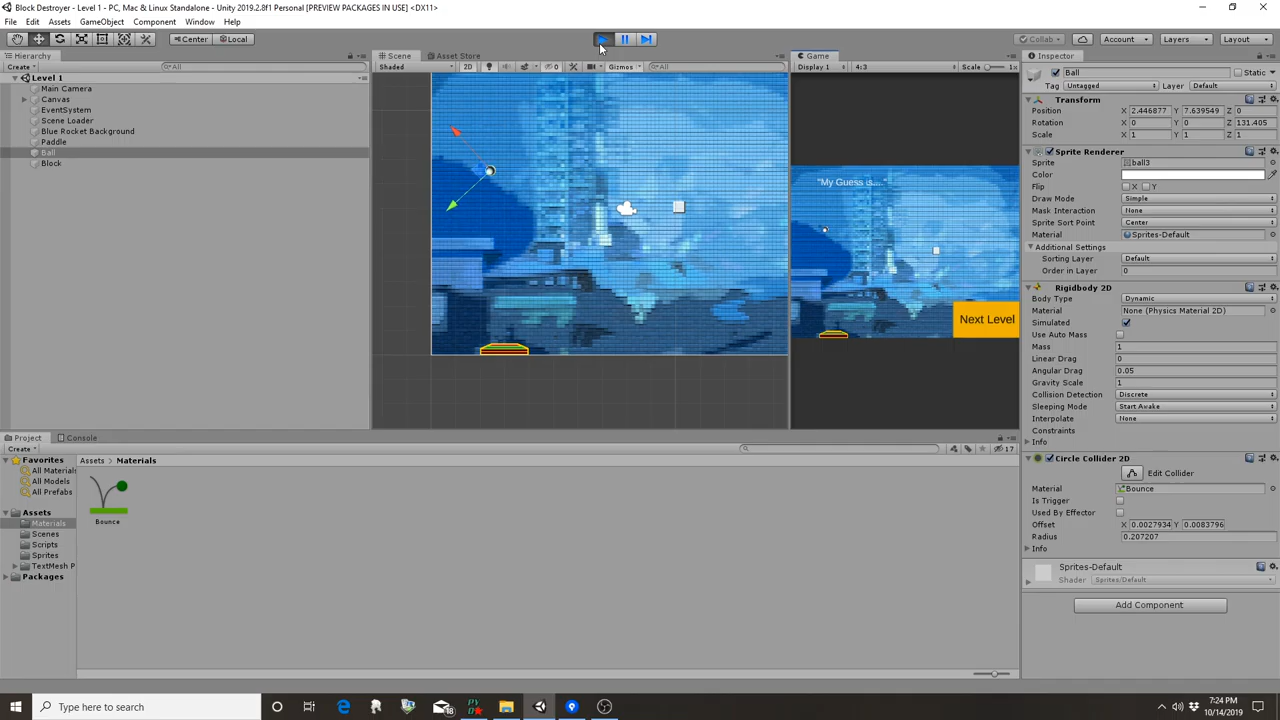 Block Destroyer - Level 1 - PC, Mac & Linux Standalone - Unity 2019.2.8f1 Personal [PREVIEW PACKAGES IN USE] <DX11>
File Edit Assets GameObject Component Window Help
Center Local Collab Account Layers Layout
Hierarchy
Create All
Level 1
Main Camera
Canvas
EventSystem
Scene Loader
Blue Rocket Background
Paddle
Ball
Block
Scene Asset Store
Shaded 2D 0 Gizmos All
Game
Display 1 4:3 Scale 1x
"My Guess is..."
Next Level
Inspector
Ball Static
Tag Untagged Layer Default
Transform
Position X 2.446877 Y 7.639549 Z 0
Rotation X 0 Y 0 Z 131.405
Scale X 1 Y 1 Z 1
Sprite Renderer
Sprite ball3
Color
Flip X Y
Draw Mode Simple
Mask Interaction None
Sprite Sort Point Center
Material Sprites-Default
Additional Settings
Sorting Layer Default
Order in Layer 0
Rigidbody 2D
Body Type Dynamic
Material None (Physics Material 2D)
Simulated
Use Auto Mass
Mass 1
Linear Drag 0
Angular Drag 0.05
Gravity Scale 1
Collision Detection Discrete
Sleeping Mode Start Awake
Interpolate None
Constraints
Info
Circle Collider 2D
Edit Collider
Material Bounce
Is Trigger
Used By Effector
Offset X 0.0027934 Y 0.0083796
Radius 0.207207
Info
Sprites-Default
Shader Sprites/Default
Add Component
Project Console
Create 17
Favorites
All Materials
All Models
All Prefabs
Assets
Materials
Scenes
Scripts
Sprites
TextMesh P
Packages
Assets > Materials
Bounce
Type here to search
18
7:24 PM
10/14/2019